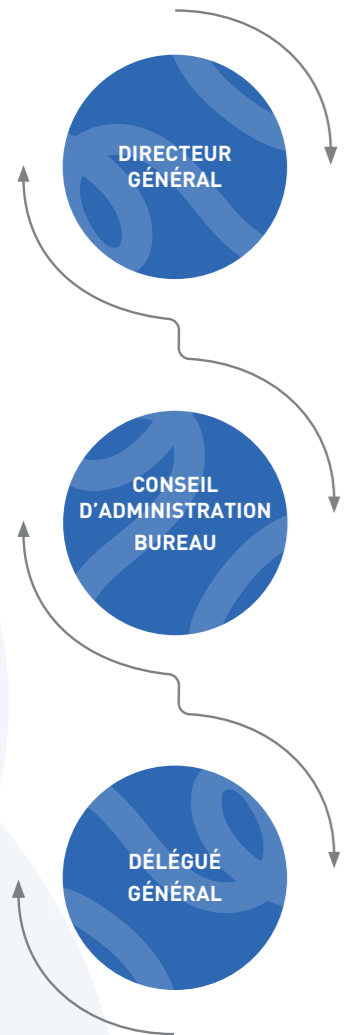 DIRECTEUR
GÉNÉRAL
CONSEIL
D'ADMINISTRATION
BUREAU
DÉLÉGUÉ
GÉNÉRAL